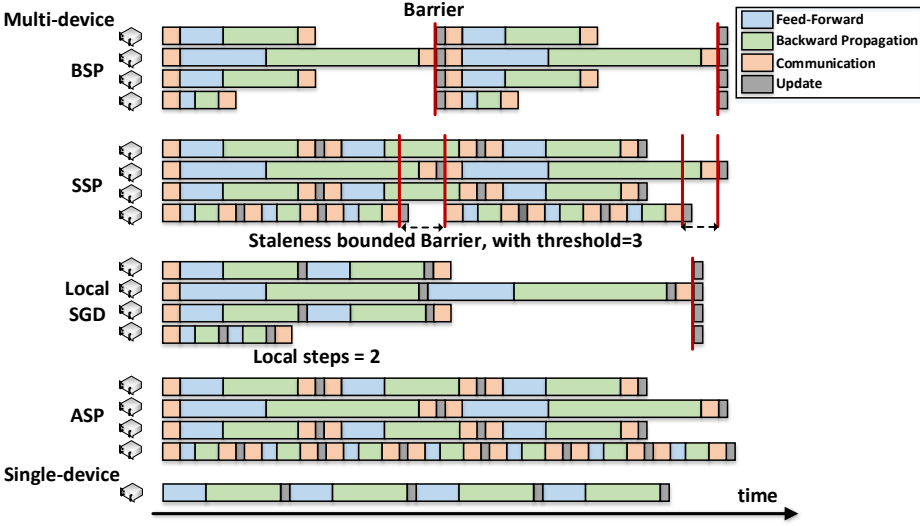 Multi-device
Barrier
BSP
Feed-Forward
Backward Propagation
Communication
Update
SSP
Staleness bounded Barrier, with threshold=3
Local
SGD
Local steps = 2
ASP
Single-device
time